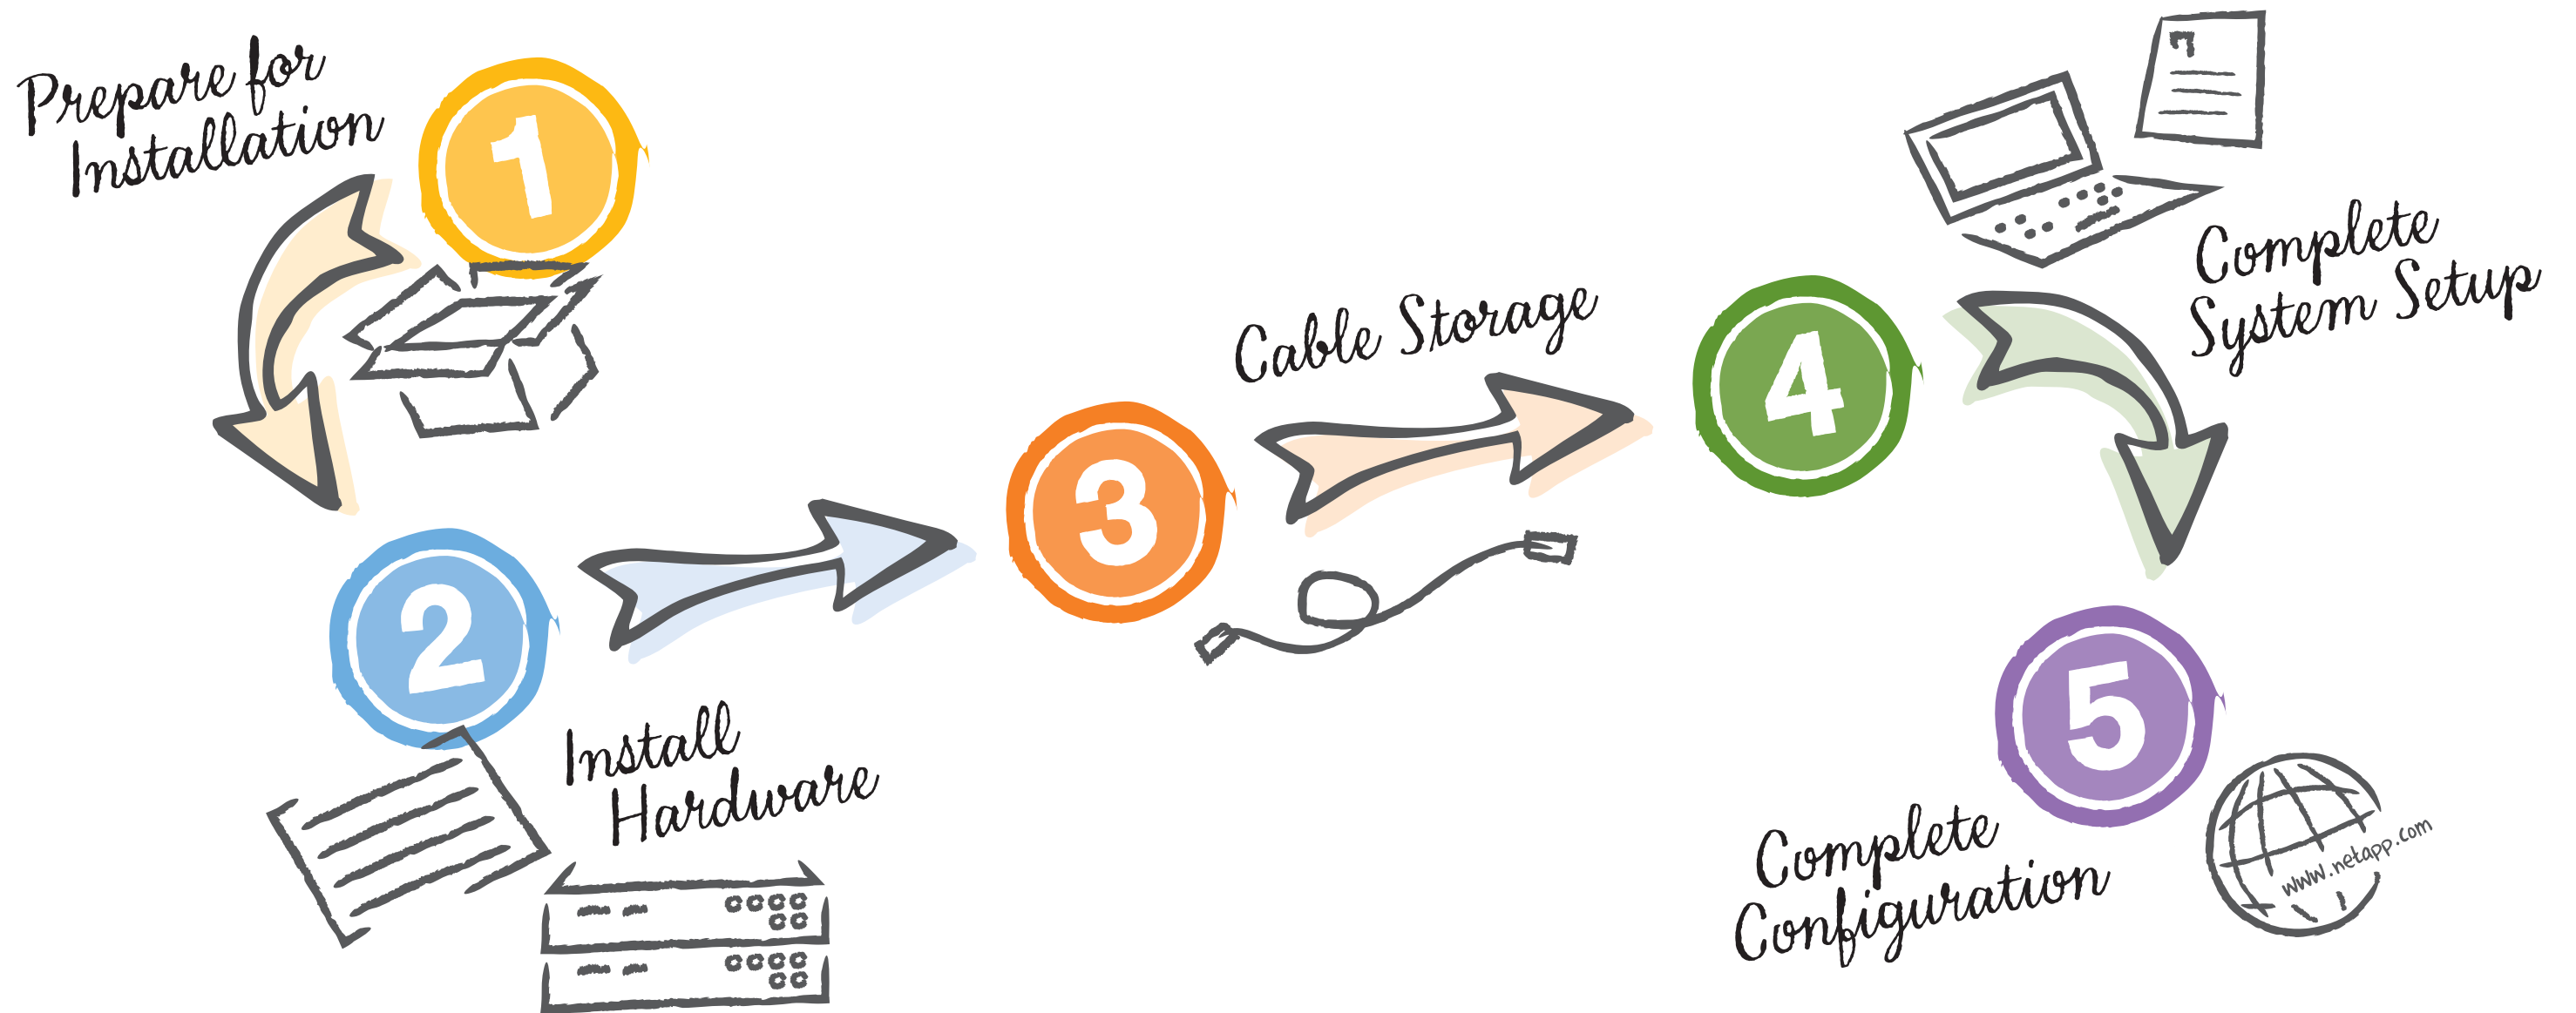 Prepare for
Installation
1
2
Install
Hardware
3
Cable Storage
4
Complete
System Setup
5
Complete
Configuration
www.netapp.com